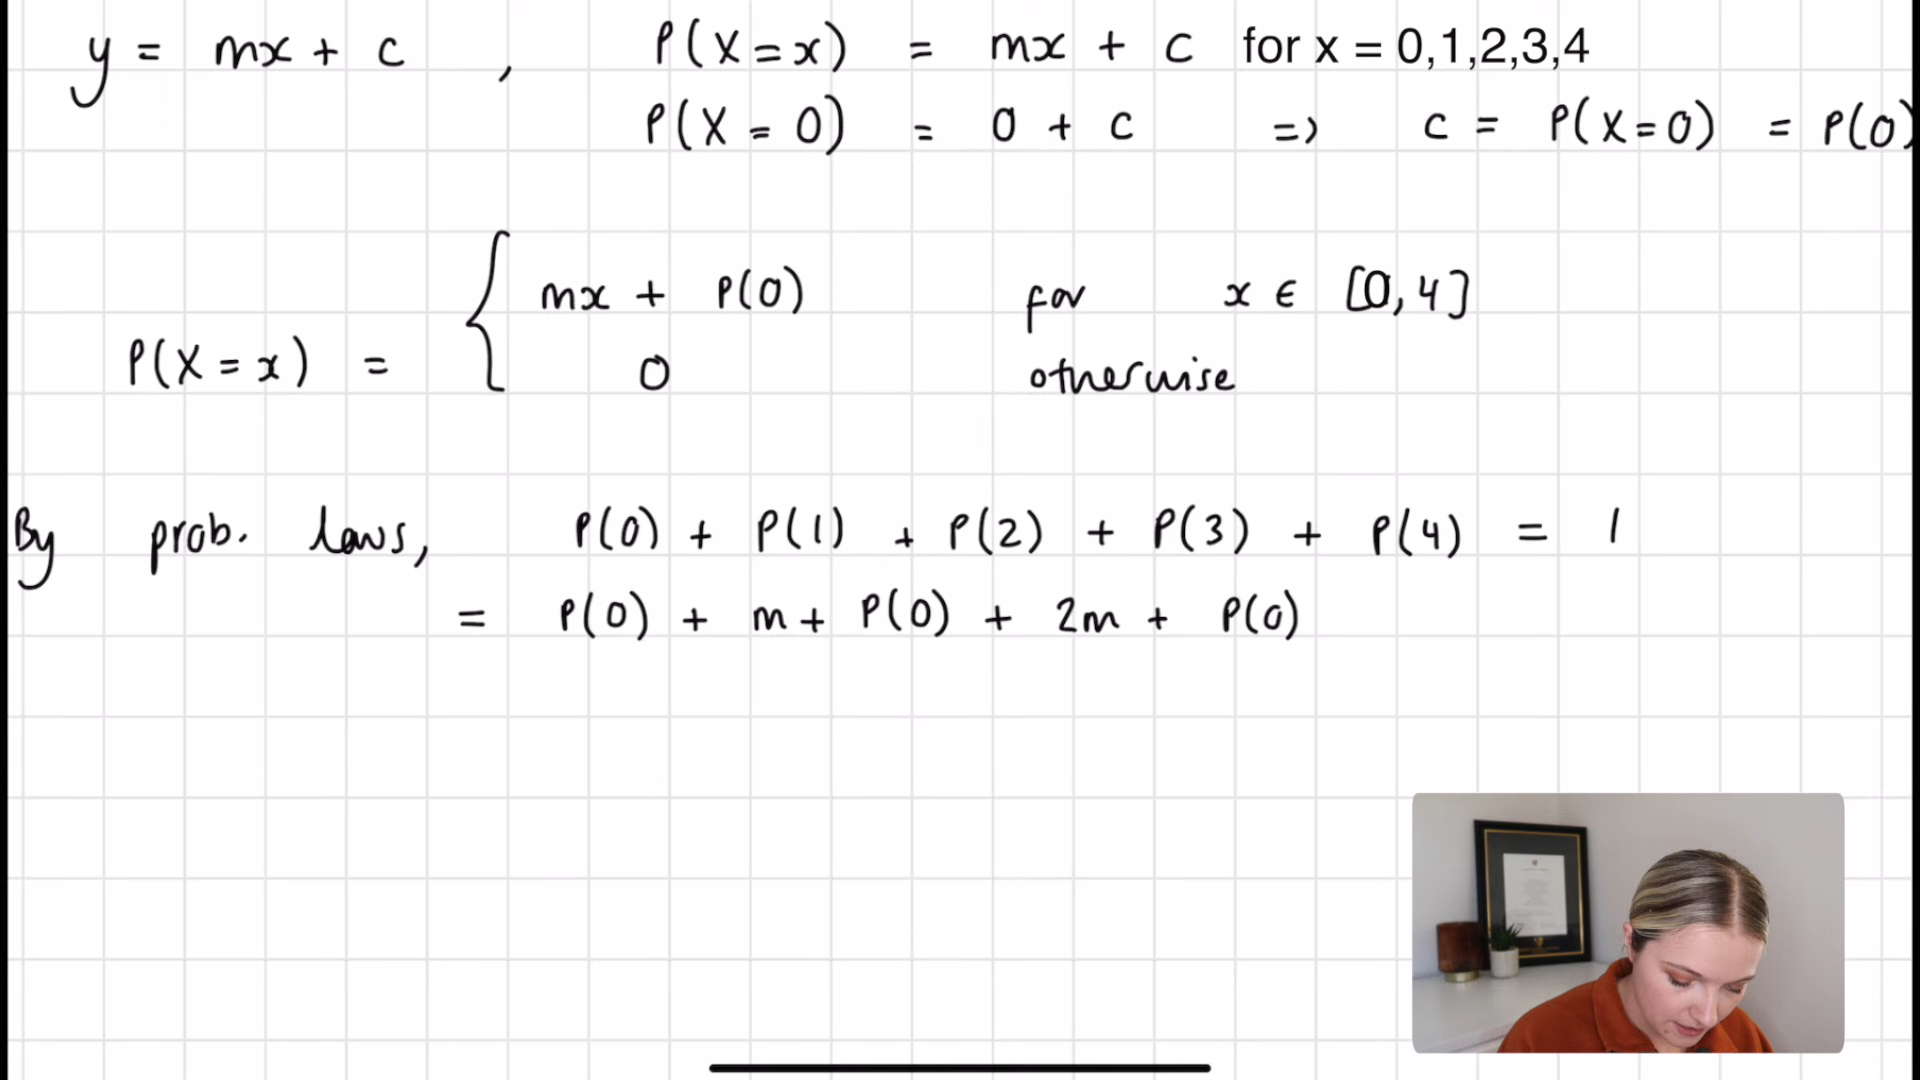 y = mx + c , P(X=x) = mx + c for x = 0,1,2,3,4
P(X=0) = 0 + c => c = P(X=0) = P(0)
mx + P(0) for x ∈ [0,4]
P(X=x) = {
0 otherwise
By prob. laws, P(0) + P(1) + P(2) + P(3) + P(4) = 1
= P(0) + m + P(0) + 2m + P(0)